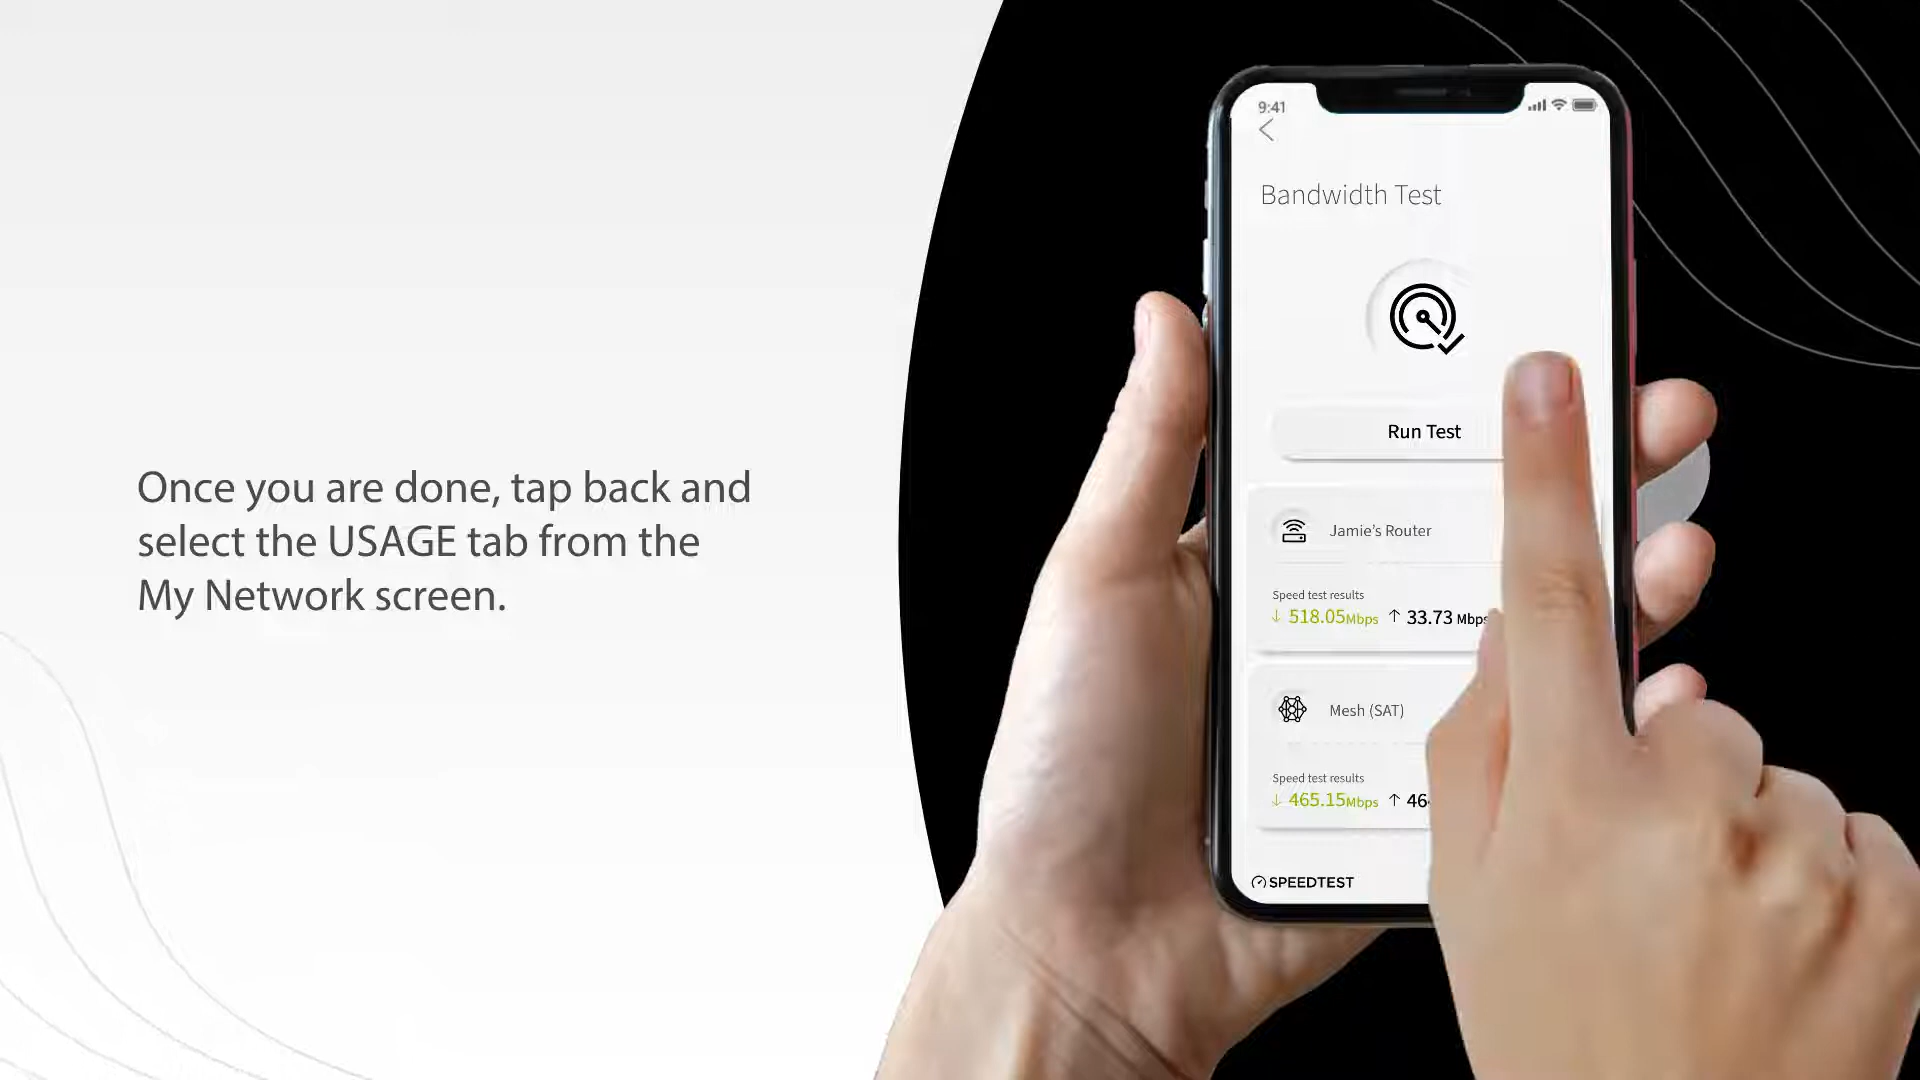 Once you are done, tap back and
select the USAGE tab from the
My Network screen.
9:41
Bandwidth Test
Run Test
Jamie's Router
Speed test results
↓ 518.05Mbps ↑ 33.73 Mbps
Mesh (SAT)
Speed test results
↓ 465.15Mbps ↑
SPEEDTEST